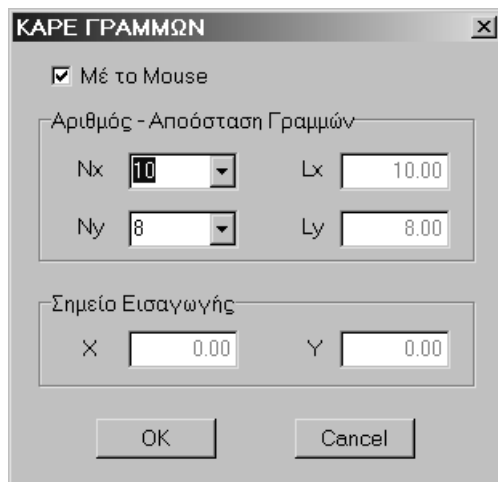 ΚΑΡΕ ΓΡΑΜΜΩΝ
Μέ το Mouse
Αριθμός - Αποόσταση Γραμμών
Nx 10 Lx 10.00
Ny 8 Ly 8.00
Σημείο Εισαγωγής
X 0.00 Y 0.00
OK Cancel